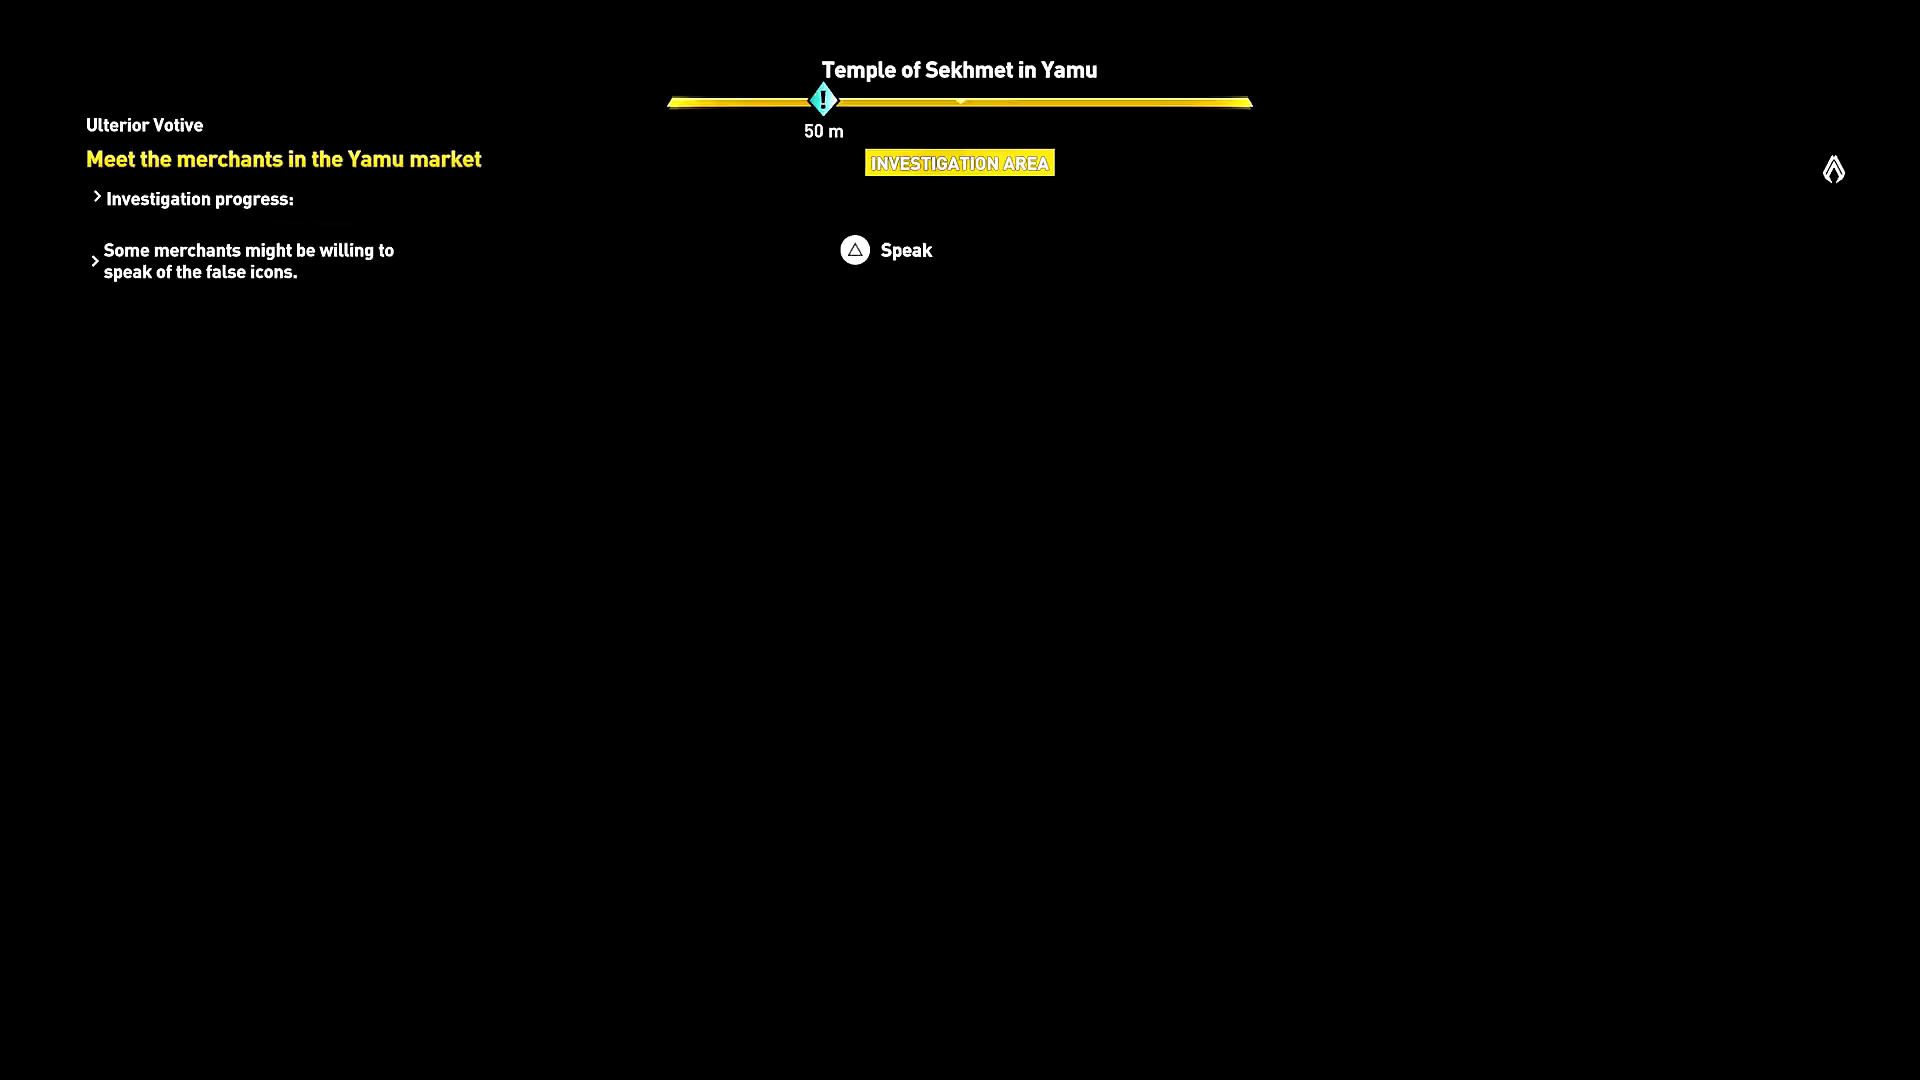 Temple of Sekhmet in Yamu
50 m
INVESTIGATION AREA
Ulterior Votive
Meet the merchants in the Yamu market
Investigation progress:
Some merchants might be willing to
speak of the false icons.
Speak